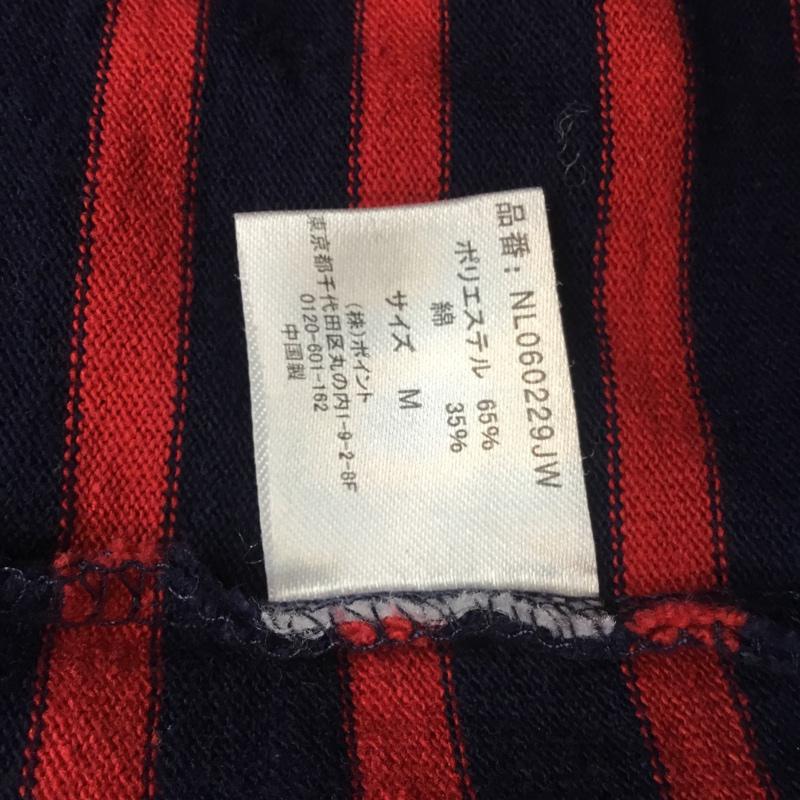 品番: NL060229JW
ポリエステル 65%
綿 35%
サイズ M
(株)ポイント
東京都千代田区丸の内1-9-2-8F
0120-601-162
中国製